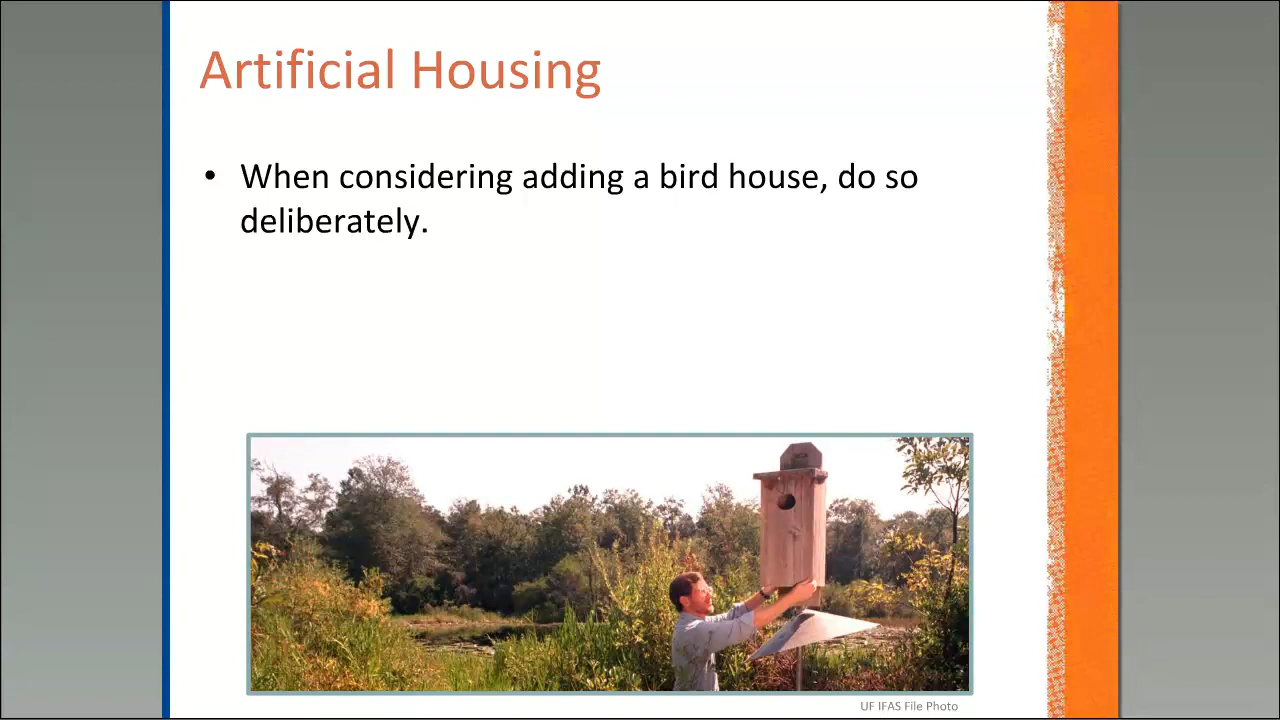 Artificial Housing
• When considering adding a bird house, do so
deliberately.
UF IFAS File Photo